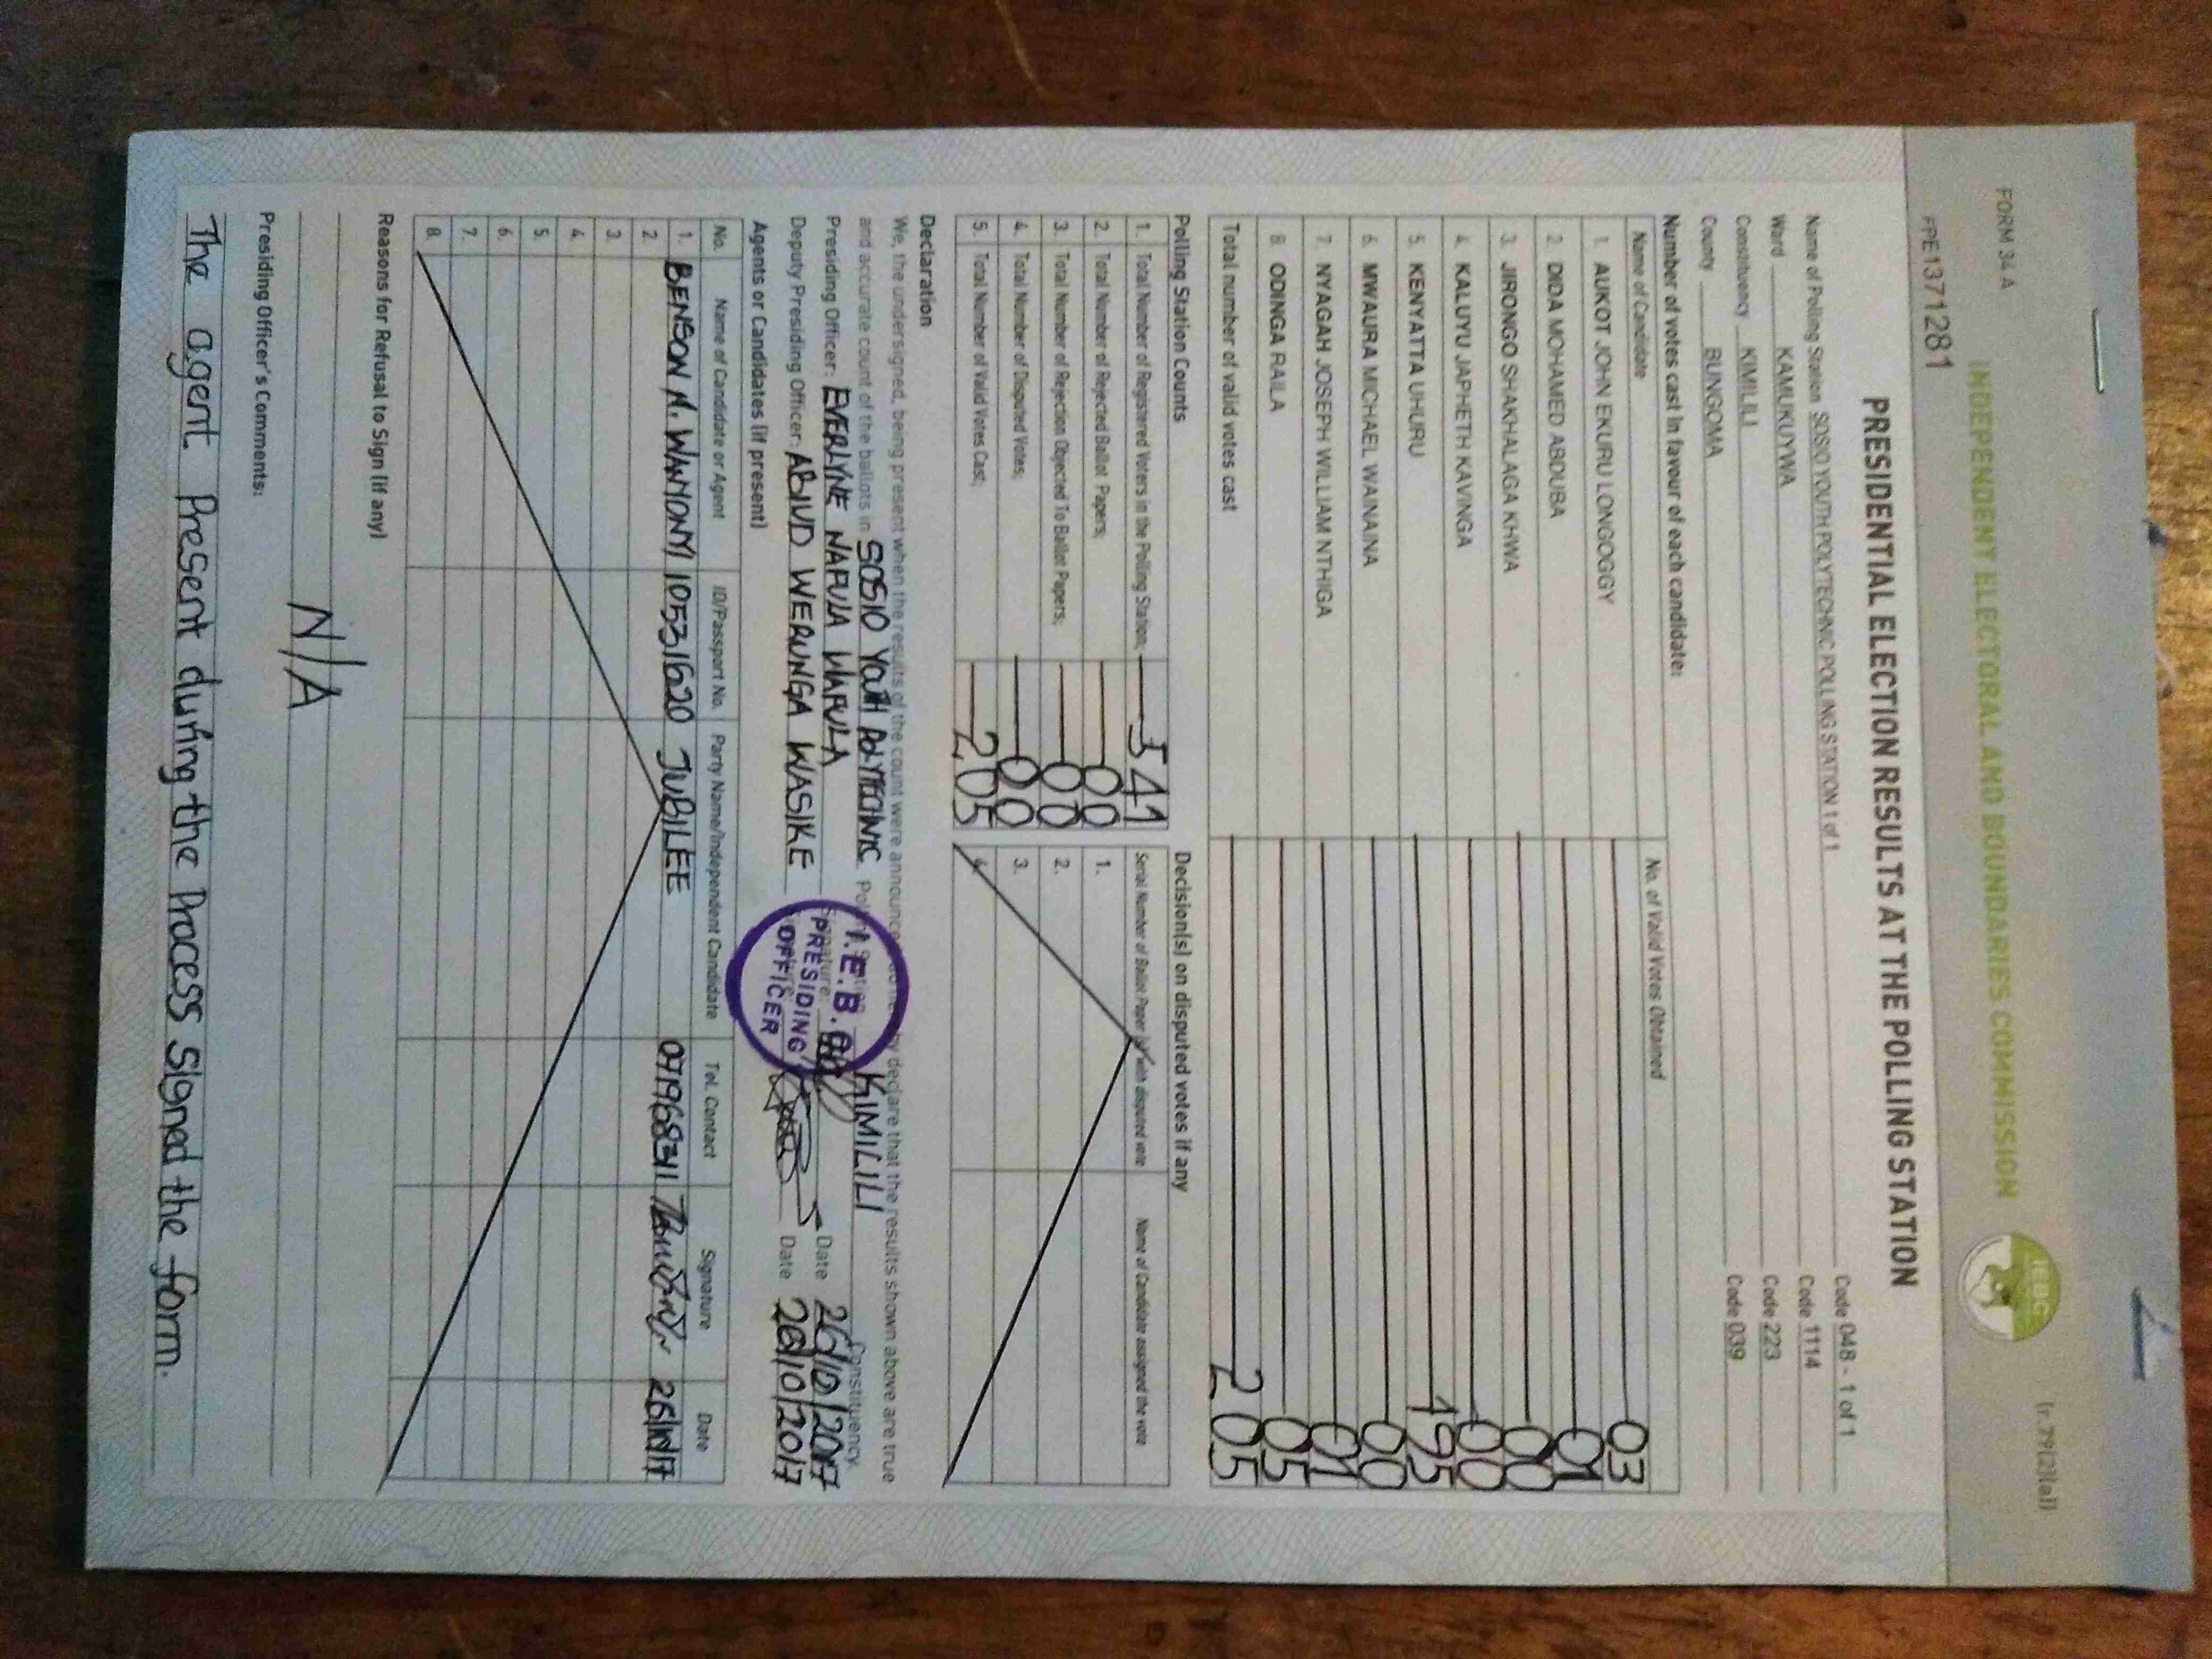 FORM 34 A
(r.79(2)(a))
INDEPENDENT ELECTORAL AND BOUNDARIES COMMISSION
IEBC
FPE1371281
PRESIDENTIAL ELECTION RESULTS AT THE POLLING STATION
Name of Polling Station SOSIO YOUTH POLYTECHNIC POLLING STATION 1 of 1 Code 048 - 1 of 1
Ward KAMUKUYWA Code 1114
Constituency KIMILILI Code 223
County BUNGOMA Code 039
Number of votes cast in favour of each candidate:
Name of Candidate No. of Valid Votes Obtained
1. AUKOT JOHN EKURU LONGOGGY 03
2. DIDA MOHAMED ABDUBA 01
3. JIRONGO SHAKHALAGA KHWA 00
4. KALUYU JAPHETH KAVINGA 00
5. KENYATTA UHURU 195
6. MWAURA MICHAEL WAINAINA 00
7. NYAGAH JOSEPH WILLIAM NTHIGA 01
8. ODINGA RAILA 05
Total number of valid votes cast 205
Polling Station Counts
1. Total Number of Registered Voters in the Polling Station; 541
2. Total Number of Rejected Ballot Papers; 00
3. Total Number of Rejection Objected To Ballot Papers; 00
4. Total Number of Disputed Votes; 00
5. Total Number of Valid Votes Cast; 205
Decision(s) on disputed votes if any
Serial Number of Ballot Paper (s) with disputed vote Name of Candidate assigned the vote
1.
2.
3.
4.
Declaration
We, the undersigned, being present when the results of the count were announced, do hereby declare that the results shown above are true
and accurate count of the ballots in SOSIO YOUTH POLYTECHNIC Polling Station KIMILILI Constituency.
Presiding Officer: EVERLYNE NAFULA WAFULA Signature: Date 26/10/2017
Deputy Presiding Officer: ABIUD WERUNGA WASIKE Date 26/10/2017
I.E.B.C
PRESIDING
OFFICER
Agents or Candidates (if present)
No. Name of Candidate or Agent ID/Passport No. Party Name/Independent Candidate Tel. Contact Signature Date
1. BENSON N. WANYONYI 10531620 JUBILEE 071968311 26/10/17
2.
3.
4.
5.
6.
7.
8.
Reasons for Refusal to Sign (if any)
N/A
Presiding Officer's Comments:
The agent present during the process signed the form.